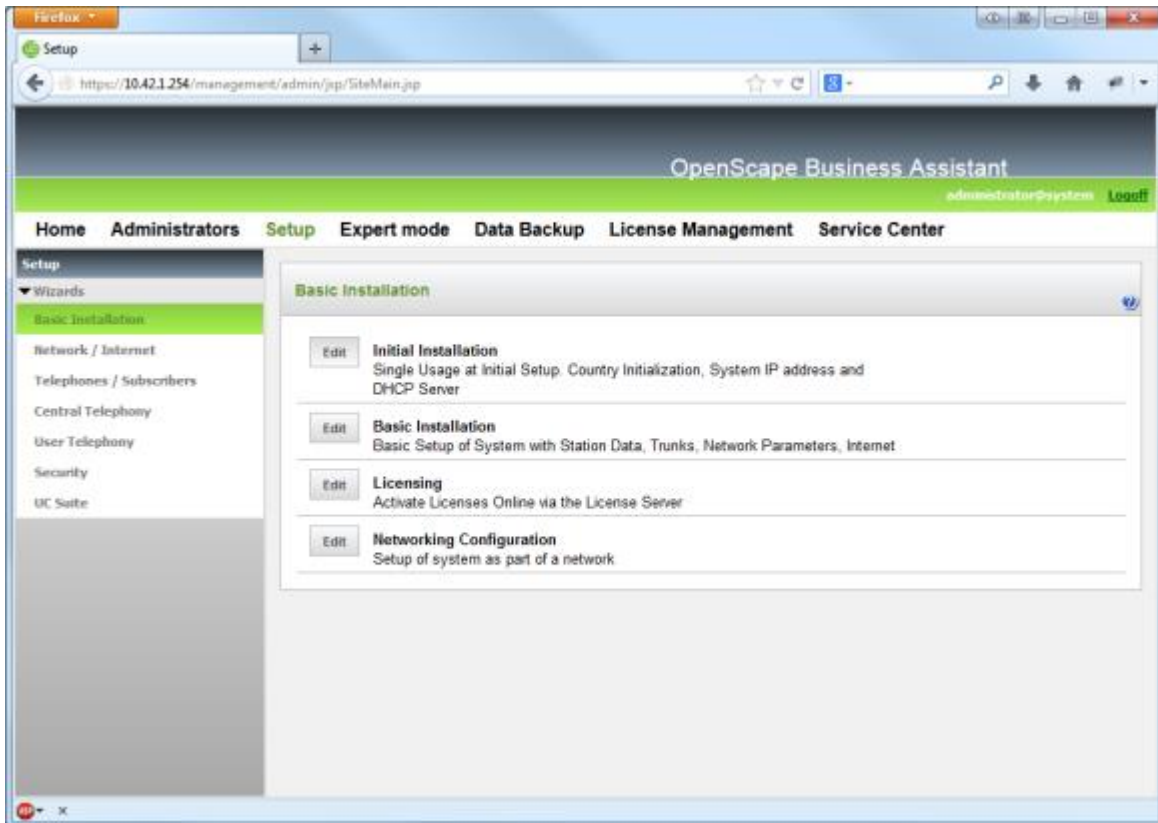 Firefox
Setup
https://10.42.1.254/management/admin/jsp/SiteMain.jsp
OpenScape Business Assistant
administrator@system Logoff
Home Administrators Setup Expert mode Data Backup License Management Service Center
Setup
Wizards
Basic Installation
Network / Internet
Telephones / Subscribers
Central Telephony
User Telephony
Security
UC Suite
Basic Installation
Edit Initial Installation
Single Usage at Initial Setup. Country Initialization, System IP address and
DHCP Server
Edit Basic Installation
Basic Setup of System with Station Data, Trunks, Network Parameters, Internet
Edit Licensing
Activate Licenses Online via the License Server
Edit Networking Configuration
Setup of system as part of a network
ABP